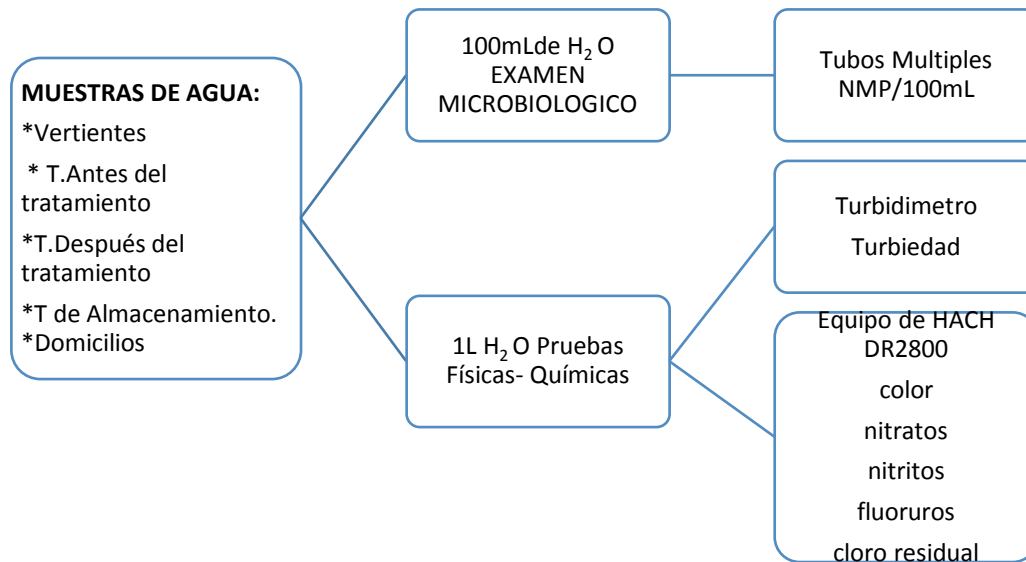 MUESTRAS DE AGUA:
*Vertientes
* T.Antes del
tratamiento
*T.Después del
tratamiento
*T de Almacenamiento.
*Domicilios
100mLde H₂ O
EXAMEN
MICROBIOLOGICO
Tubos Multiples
NMP/100mL
1L H₂ O Pruebas
Físicas- Químicas
Turbidimetro
Turbiedad
Equipo de HACH
DR2800
color
nitratos
nitritos
fluoruros
cloro residual